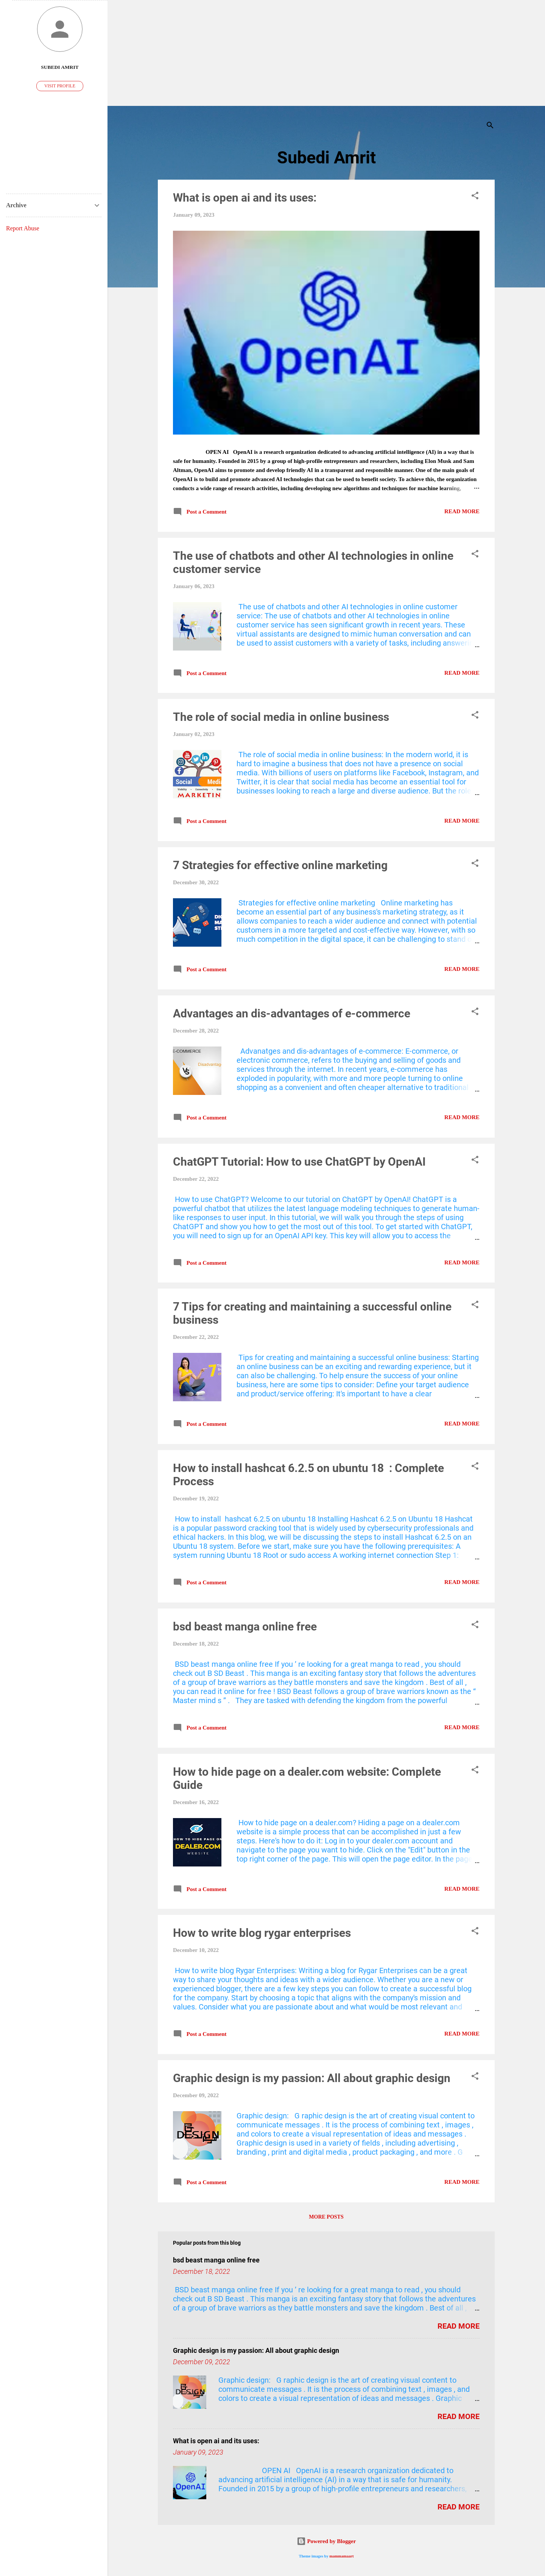 SUBEDI AMRIT
VISIT PROFILE
Archive
Report Abuse
Subedi Amrit
What is open ai and its uses:
January 09, 2023
OpenAI
OPEN AI OpenAI is a research organization dedicated to advancing artificial intelligence (AI) in a way that is
safe for humanity. Founded in 2015 by a group of high-profile entrepreneurs and researchers, including Elon Musk and Sam
Altman, OpenAI aims to promote and develop friendly AI in a transparent and responsible manner. One of the main goals of
OpenAI is to build and promote advanced AI technologies that can be used to benefit society. To achieve this, the organization
conducts a wide range of research activities, including developing new algorithms and techniques for machine learning, …
Post a Comment
READ MORE
The use of chatbots and other AI technologies in online
customer service
January 06, 2023
The use of chatbots and other AI technologies in online customer
service: The use of chatbots and other AI technologies in online
customer service has seen significant growth in recent years. These
virtual assistants are designed to mimic human conversation and can
be used to assist customers with a variety of tasks, including answer …
Post a Comment
READ MORE
The role of social media in online business
January 02, 2023
Social Media
MARKETIN
The role of social media in online business: In the modern world, it is
hard to imagine a business that does not have a presence on social
media. With billions of users on platforms like Facebook, Instagram, and
Twitter, it is clear that social media has become an essential tool for
businesses looking to reach a large and diverse audience. But the role …
Post a Comment
READ MORE
7 Strategies for effective online marketing
December 30, 2022
Strategies for effective online marketing Online marketing has
become an essential part of any business's marketing strategy, as it
allows companies to reach a wider audience and connect with potential
customers in a more targeted and cost-effective way. However, with so
much competition in the digital space, it can be challenging to stand …
Post a Comment
READ MORE
Advantages an dis-advantages of e-commerce
December 28, 2022
-COMMERCE
VS
Advanatges and dis-advantages of e-commerce: E-commerce, or
electronic commerce, refers to the buying and selling of goods and
services through the internet. In recent years, e-commerce has
exploded in popularity, with more and more people turning to online
shopping as a convenient and often cheaper alternative to traditional …
Post a Comment
READ MORE
ChatGPT Tutorial: How to use ChatGPT by OpenAI
December 22, 2022
How to use ChatGPT? Welcome to our tutorial on ChatGPT by OpenAI! ChatGPT is a
powerful chatbot that utilizes the latest language modeling techniques to generate human-
like responses to user input. In this tutorial, we will walk you through the steps of using
ChatGPT and show you how to get the most out of this tool. To get started with ChatGPT,
you will need to sign up for an OpenAI API key. This key will allow you to access the …
Post a Comment
READ MORE
7 Tips for creating and maintaining a successful online
business
December 22, 2022
7
Tips for creating and maintaining a successful online business: Starting
an online business can be an exciting and rewarding experience, but it
can also be challenging. To help ensure the success of your online
business, here are some tips to consider: Define your target audience
and product/service offering: It's important to have a clear …
Post a Comment
READ MORE
How to install hashcat 6.2.5 on ubuntu 18 : Complete
Process
December 19, 2022
How to install hashcat 6.2.5 on ubuntu 18 Installing Hashcat 6.2.5 on Ubuntu 18 Hashcat
is a popular password cracking tool that is widely used by cybersecurity professionals and
ethical hackers. In this blog, we will be discussing the steps to install Hashcat 6.2.5 on an
Ubuntu 18 system. Before we start, make sure you have the following prerequisites: A
system running Ubuntu 18 Root or sudo access A working internet connection Step 1: …
Post a Comment
READ MORE
bsd beast manga online free
December 18, 2022
BSD beast manga online free If you ' re looking for a great manga to read , you should
check out B SD Beast . This manga is an exciting fantasy story that follows the adventures
of a group of brave warriors as they battle monsters and save the kingdom . Best of all ,
you can read it online for free ! BSD Beast follows a group of brave warriors known as the “
Master mind s ” . They are tasked with defending the kingdom from the powerful …
Post a Comment
READ MORE
How to hide page on a dealer.com website: Complete
Guide
December 16, 2022
HOW TO HIDE PAGE ON
DEALER.COM
WEBSITE
How to hide page on a dealer.com? Hiding a page on a dealer.com
website is a simple process that can be accomplished in just a few
steps. Here's how to do it: Log in to your dealer.com account and
navigate to the page you want to hide. Click on the "Edit" button in the
top right corner of the page. This will open the page editor. In the page …
Post a Comment
READ MORE
How to write blog rygar enterprises
December 10, 2022
How to write blog Rygar Enterprises: Writing a blog for Rygar Enterprises can be a great
way to share your thoughts and ideas with a wider audience. Whether you are a new or
experienced blogger, there are a few key steps you can follow to create a successful blog
for the company. Start by choosing a topic that aligns with the company's mission and
values. Consider what you are passionate about and what would be most relevant and …
Post a Comment
READ MORE
Graphic design is my passion: All about graphic design
December 09, 2022
Graphic design: G raphic design is the art of creating visual content to
communicate messages . It is the process of combining text , images ,
and colors to create a visual representation of ideas and messages .
Graphic design is used in a variety of fields , including advertising ,
branding , print and digital media , product packaging , and more . G …
Post a Comment
READ MORE
MORE POSTS
Popular posts from this blog
bsd beast manga online free
December 18, 2022
BSD beast manga online free If you ' re looking for a great manga to read , you should
check out B SD Beast . This manga is an exciting fantasy story that follows the adventures
of a group of brave warriors as they battle monsters and save the kingdom . Best of all …
READ MORE
Graphic design is my passion: All about graphic design
December 09, 2022
Graphic design: G raphic design is the art of creating visual content to
communicate messages . It is the process of combining text , images , and
colors to create a visual representation of ideas and messages . Graphic …
READ MORE
What is open ai and its uses:
January 09, 2023
OpenAI
OPEN AI OpenAI is a research organization dedicated to
advancing artificial intelligence (AI) in a way that is safe for humanity.
Founded in 2015 by a group of high-profile entrepreneurs and researchers, …
READ MORE
Powered by Blogger
Theme images by